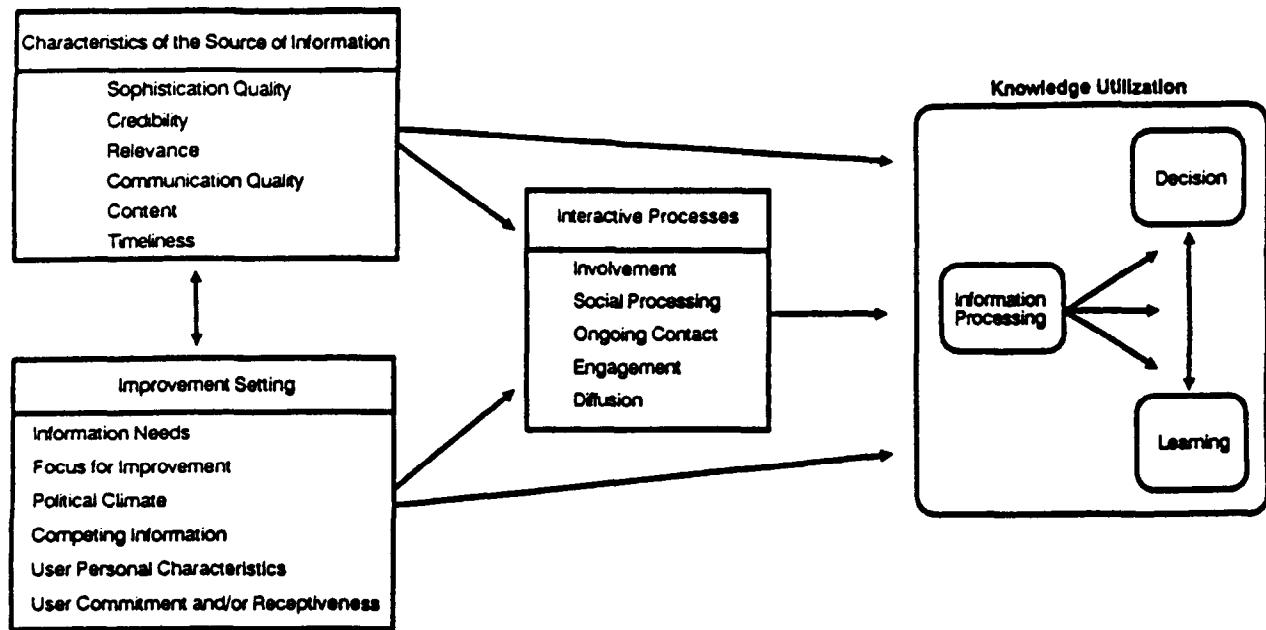 Characteristics of the Source of Information
Sophistication Quality
Credibility
Relevance
Communication Quality
Content
Timeliness
Improvement Setting
Information Needs
Focus for Improvement
Political Climate
Competing Information
User Personal Characteristics
User Commitment and/or Receptiveness
Interactive Processes
Involvement
Social Processing
Ongoing Contact
Engagement
Diffusion
Knowledge Utilization
Decision
Information
Processing
Learning